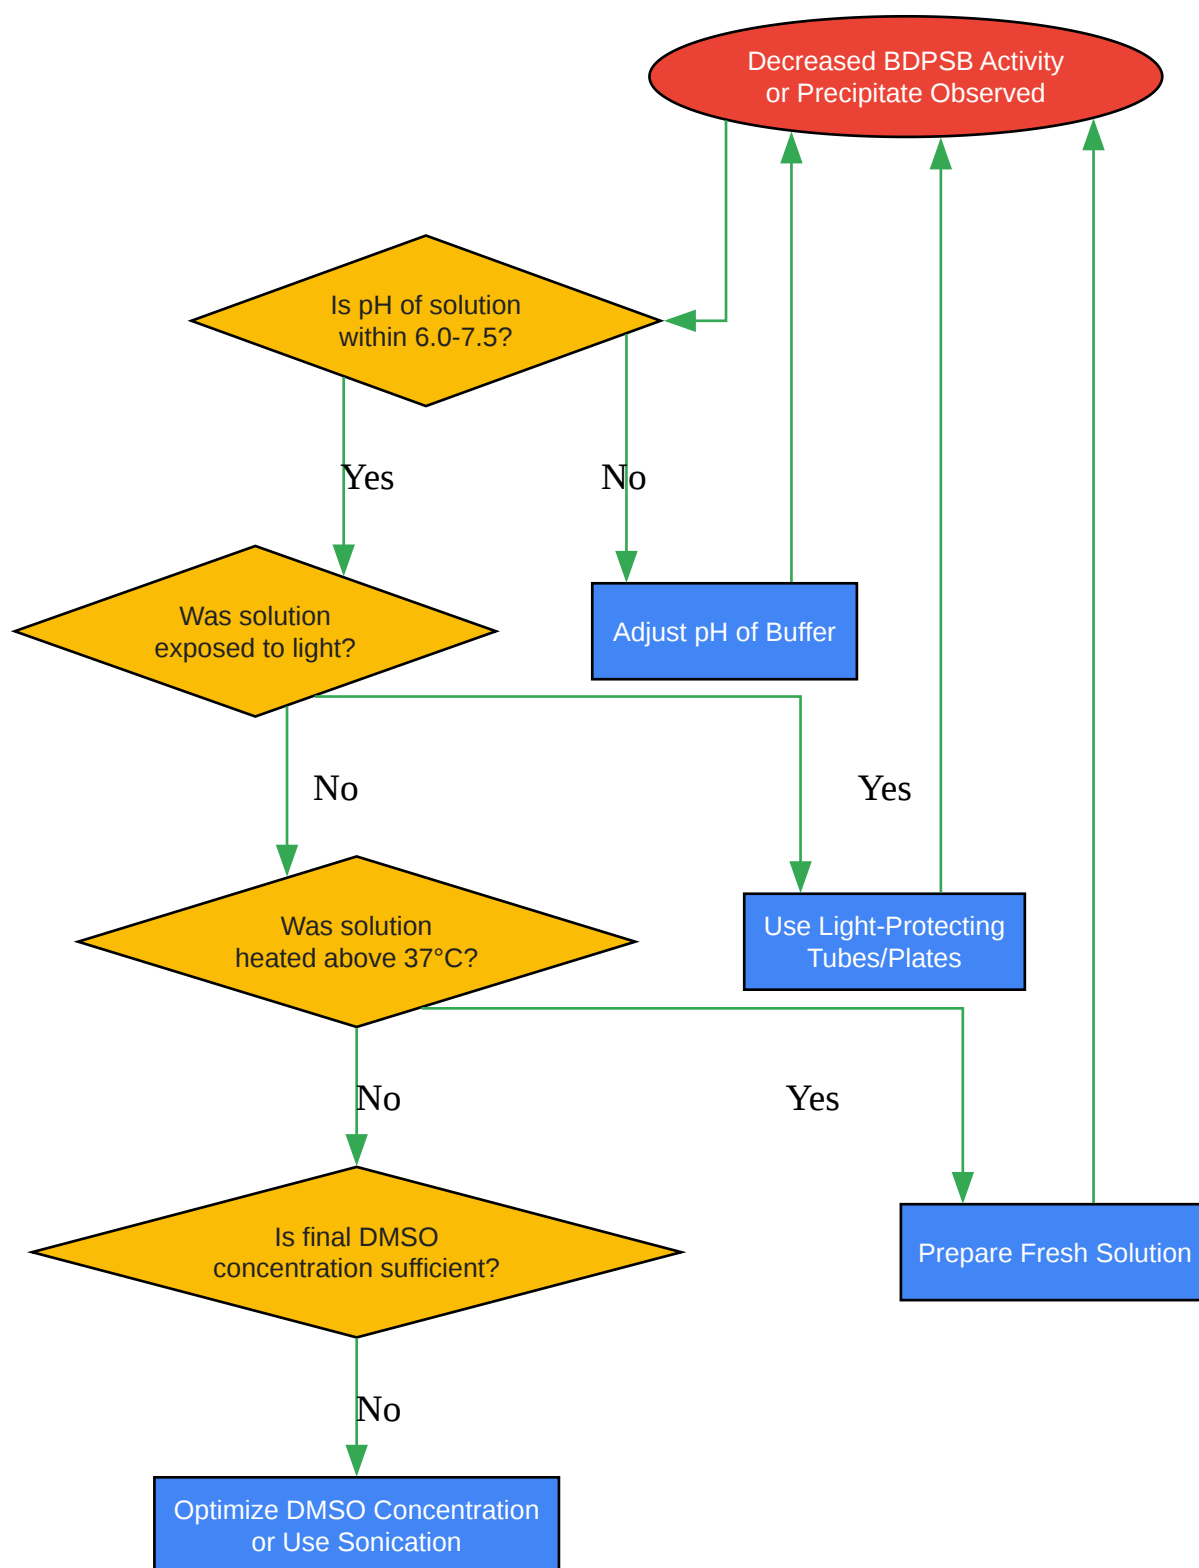 Decreased BDPSB Activity
or Precipitate Observed
Is pH of solution
within 6.0-7.5?
Yes
No
Was solution
exposed to light?
Adjust pH of Buffer
No
Yes
Was solution
heated above 37°C?
Use Light-Protecting
Tubes/Plates
No
Yes
Is final DMSO
concentration sufficient?
Prepare Fresh Solution
No
Optimize DMSO Concentration
or Use Sonication